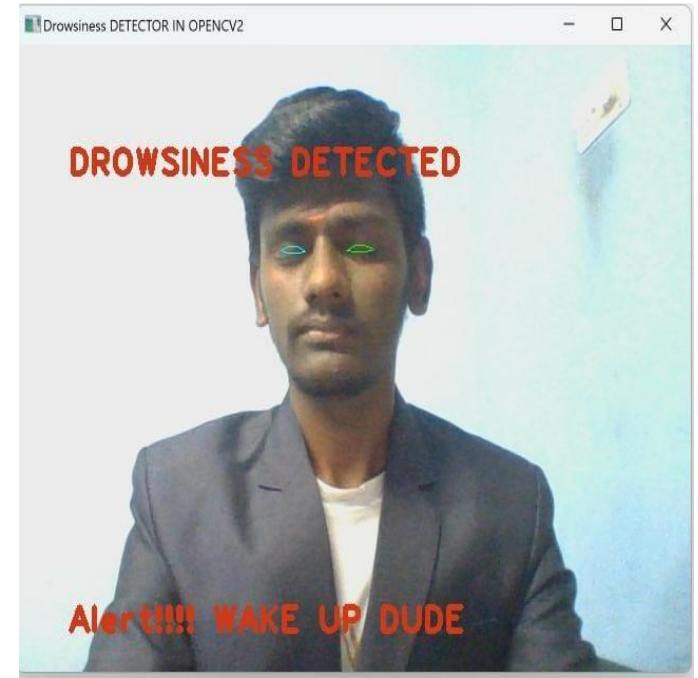 Drowsiness DETECTOR IN OPENCV2
DROWSINESS DETECTED
Alert!!!! WAKE UP DUDE